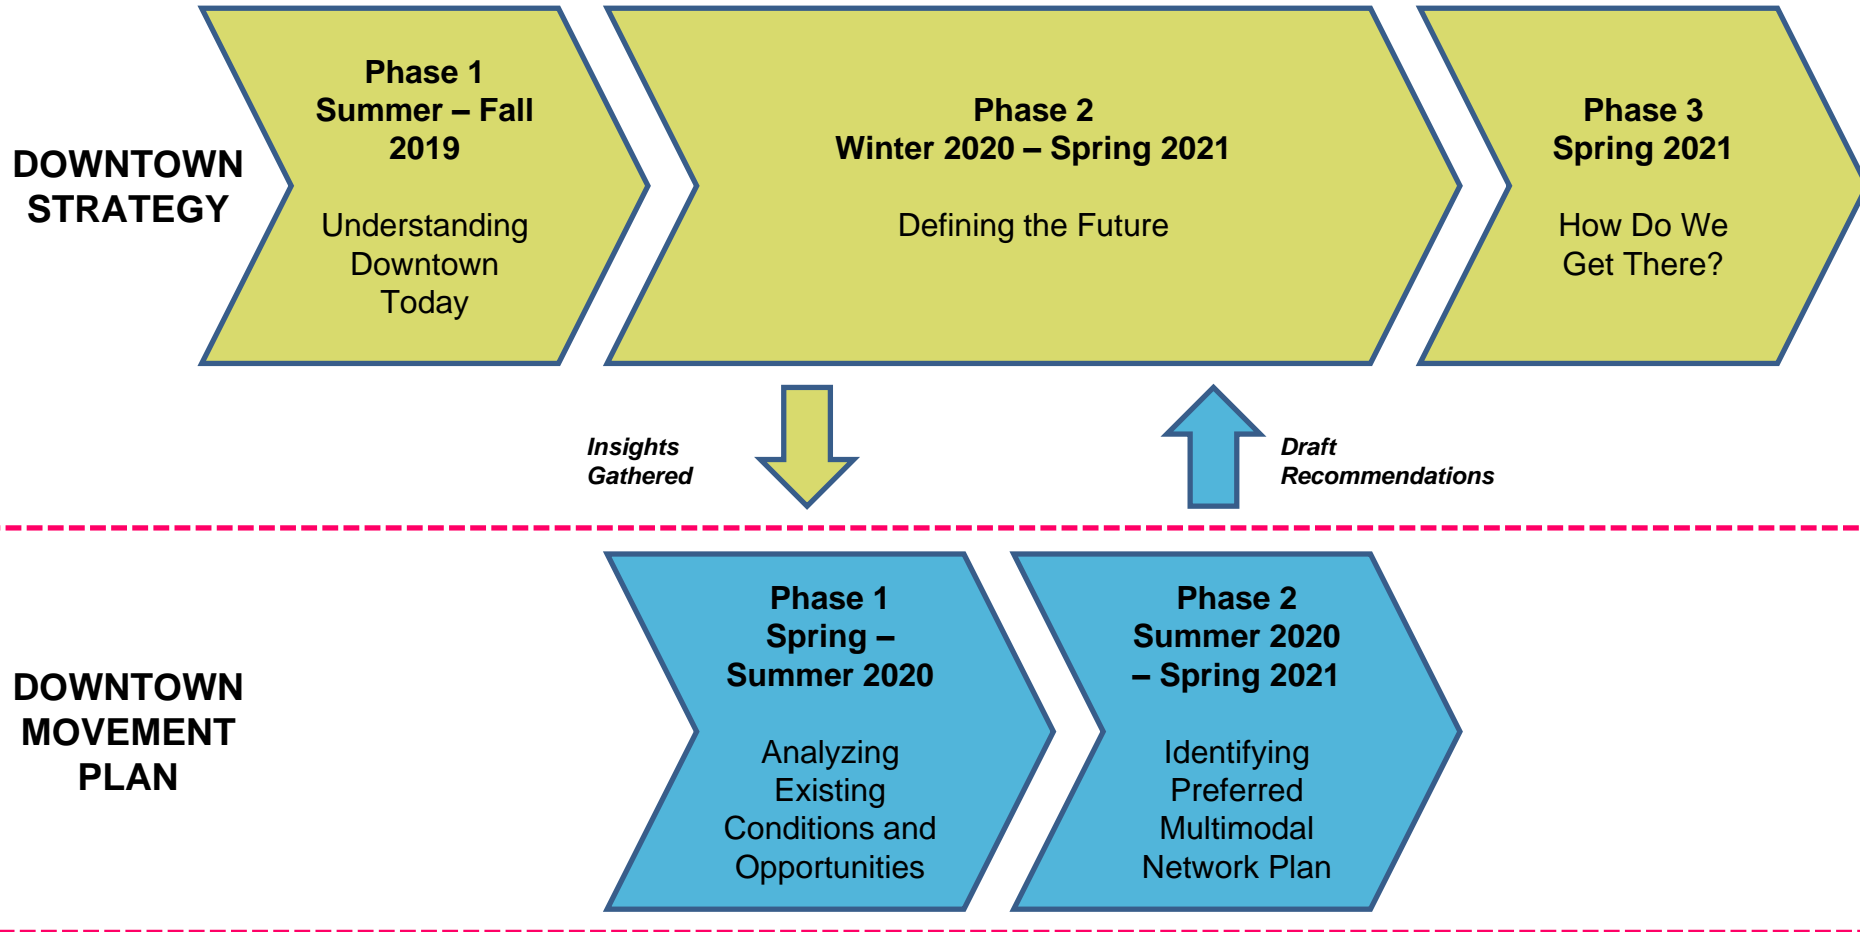 DOWNTOWN
STRATEGY
Phase 1
Summer – Fall
2019
Understanding
Downtown
Today
Phase 2
Winter 2020 – Spring 2021
Defining the Future
Phase 3
Spring 2021
How Do We
Get There?
Insights
Gathered
Draft
Recommendations
DOWNTOWN
MOVEMENT
PLAN
Phase 1
Spring –
Summer 2020
Analyzing
Existing
Conditions and
Opportunities
Phase 2
Summer 2020
– Spring 2021
Identifying
Preferred
Multimodal
Network Plan